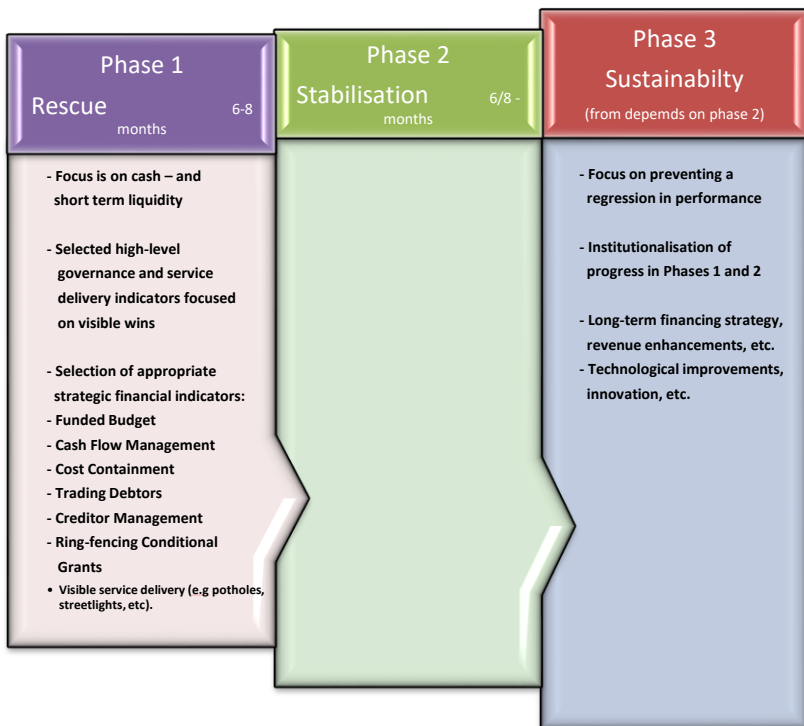 Phase 1
Rescue 6-8
months
- Focus is on cash – and
short term liquidity
- Selected high-level
governance and service
delivery indicators focused
on visible wins
- Selection of appropriate
strategic financial indicators:
- Funded Budget
- Cash Flow Management
- Cost Containment
- Trading Debtors
- Creditor Management
- Ring-fencing Conditional
Grants
• Visible service delivery (e.g potholes,
streetlights, etc).
Phase 2
Stabilisation 6/8 -
months
Phase 3
Sustainabilty
(from depemds on phase 2)
- Focus on preventing a
regression in performance
- Institutionalisation of
progress in Phases 1 and 2
- Long-term financing strategy,
revenue enhancements, etc.
- Technological improvements,
innovation, etc.